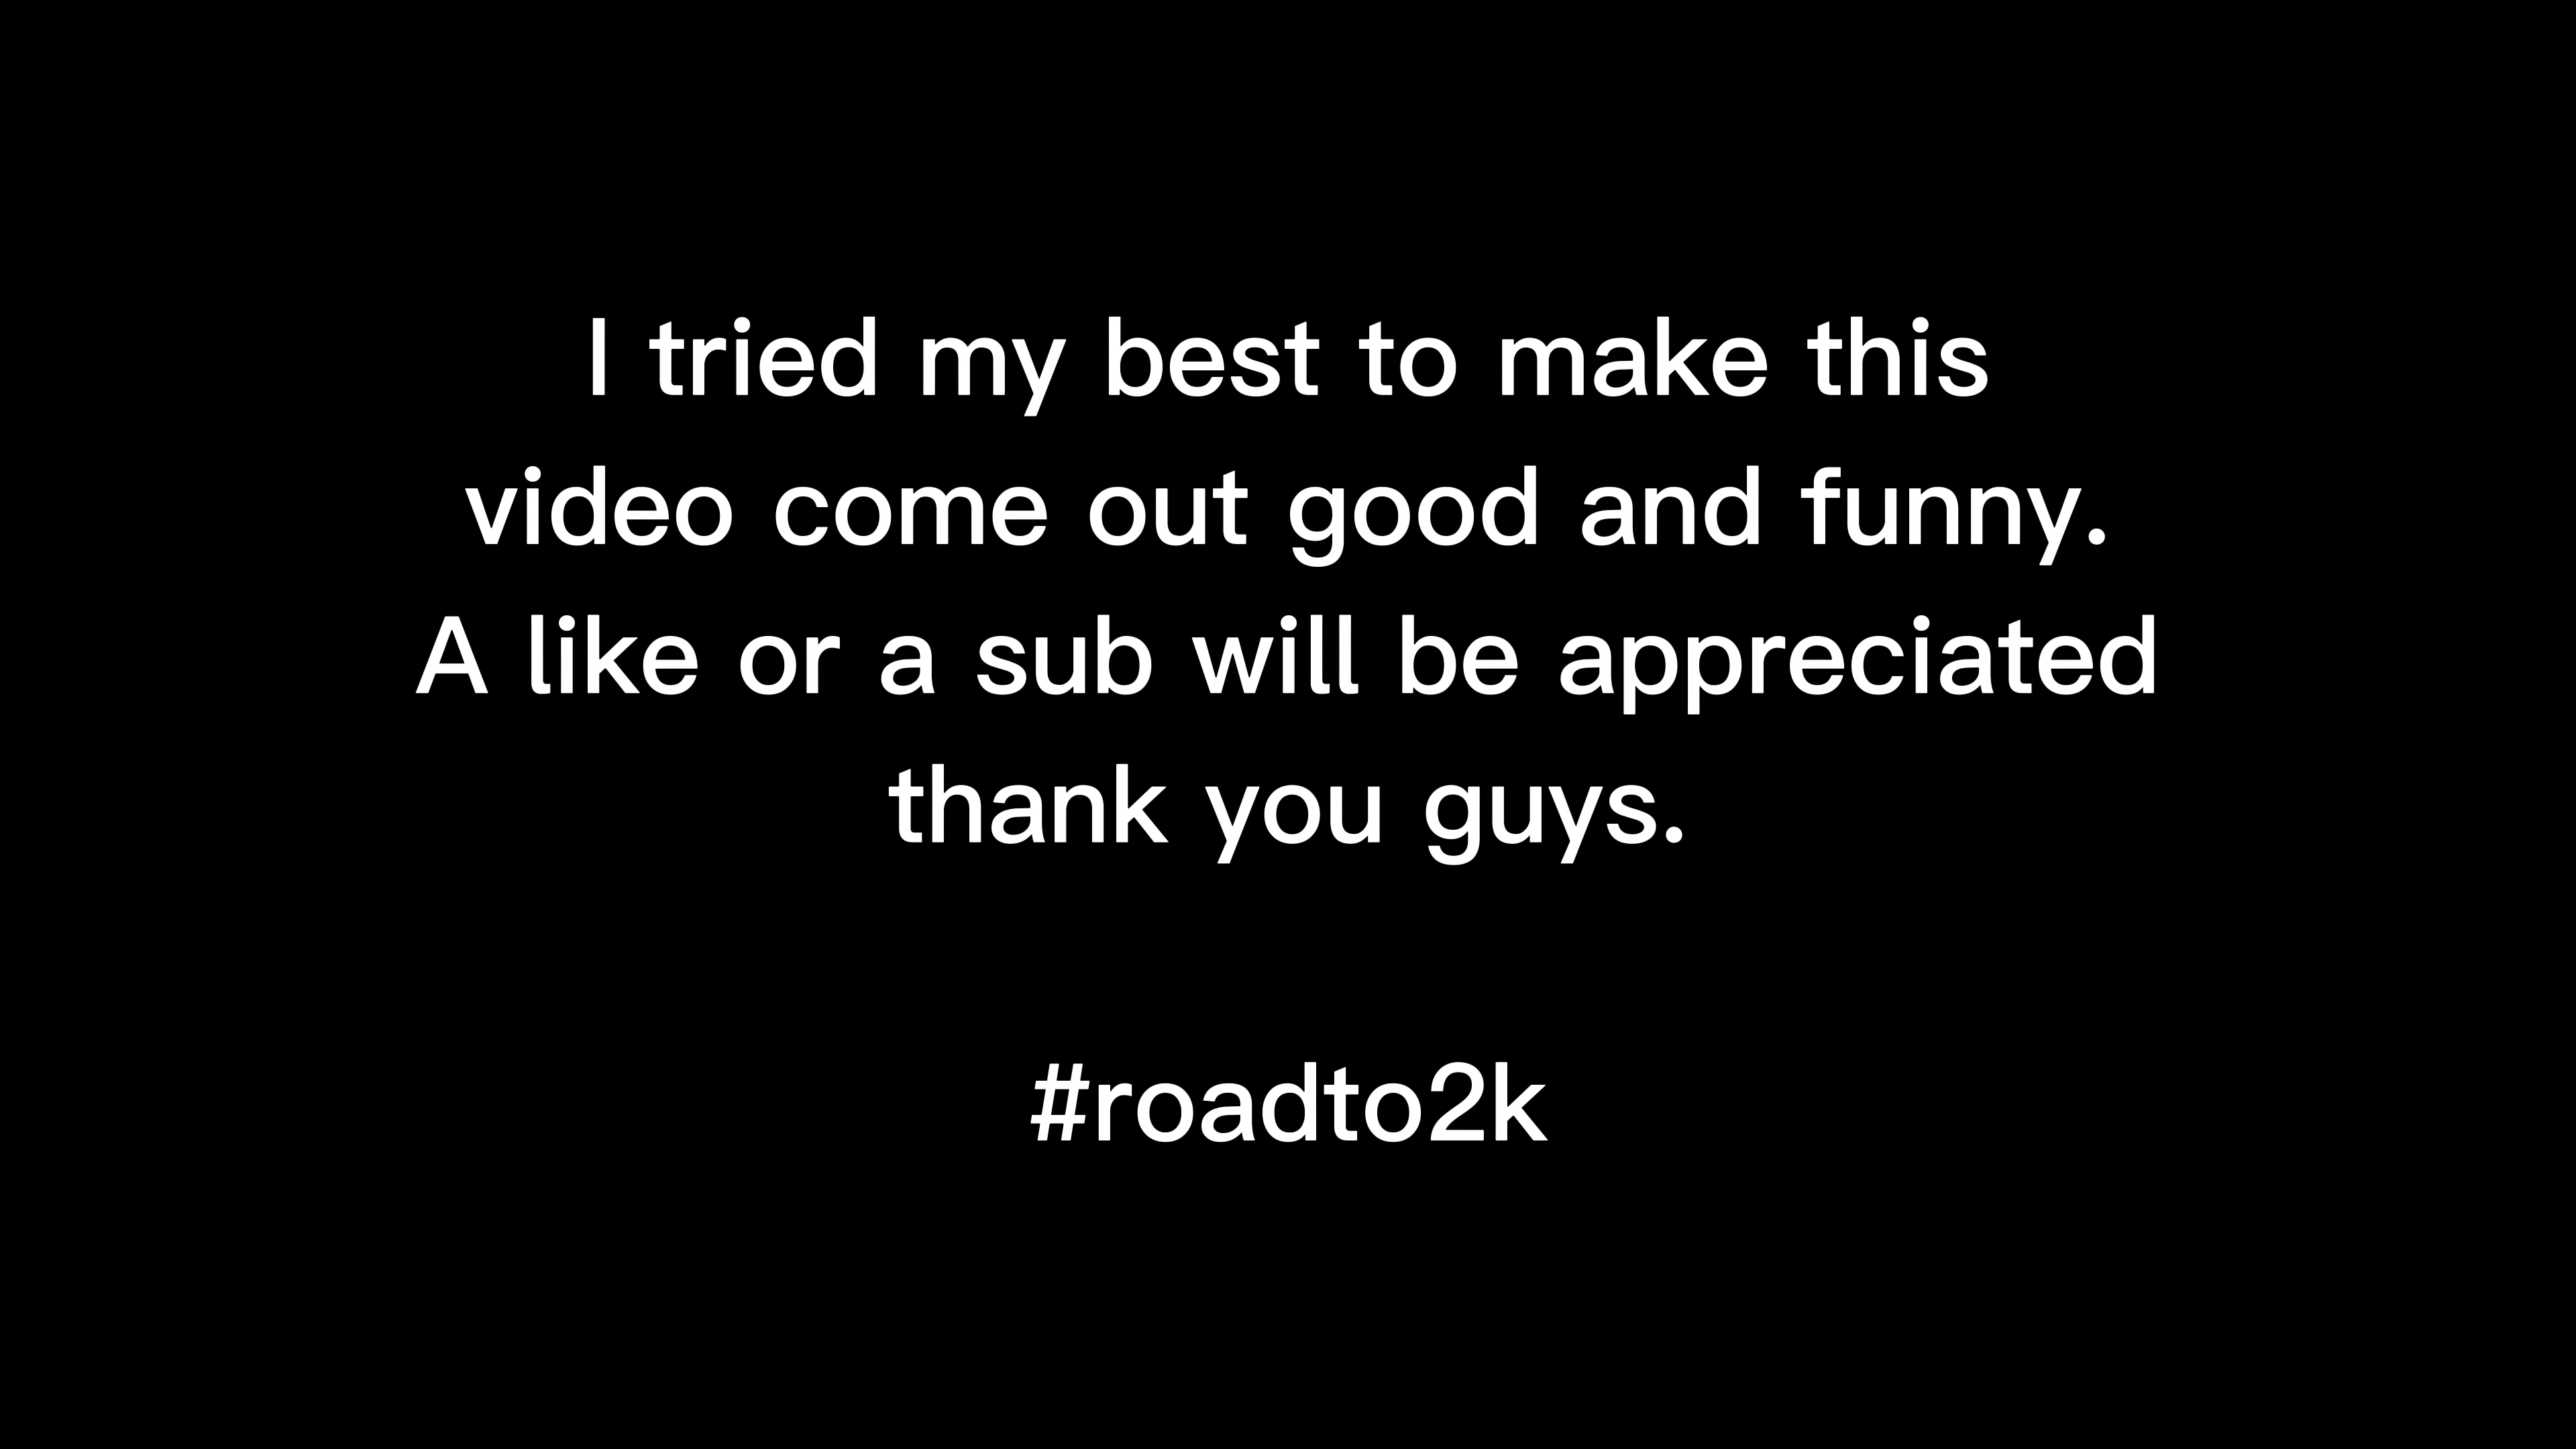 I tried my best to make this
video come out good and funny.
A like or a sub will be appreciated
thank you guys.
#roadto2k